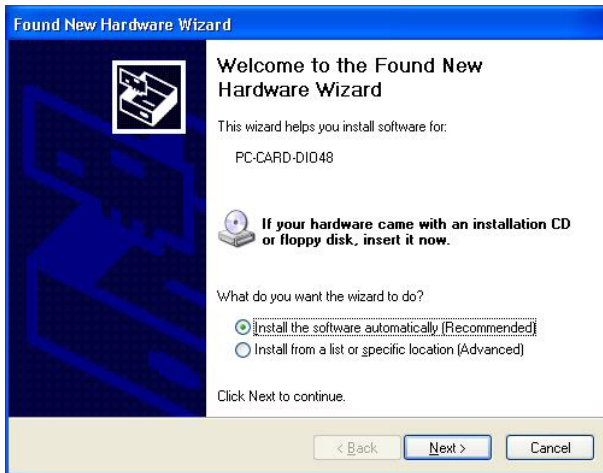 Found New Hardware Wizard
Welcome to the Found New
Hardware Wizard
This wizard helps you install software for:
PC-CARD-DIO48
If your hardware came with an installation CD
or floppy disk, insert it now.
What do you want the wizard to do?
Install the software automatically (Recommended)
Install from a list or specific location (Advanced)
Click Next to continue.
< Back
Next >
Cancel